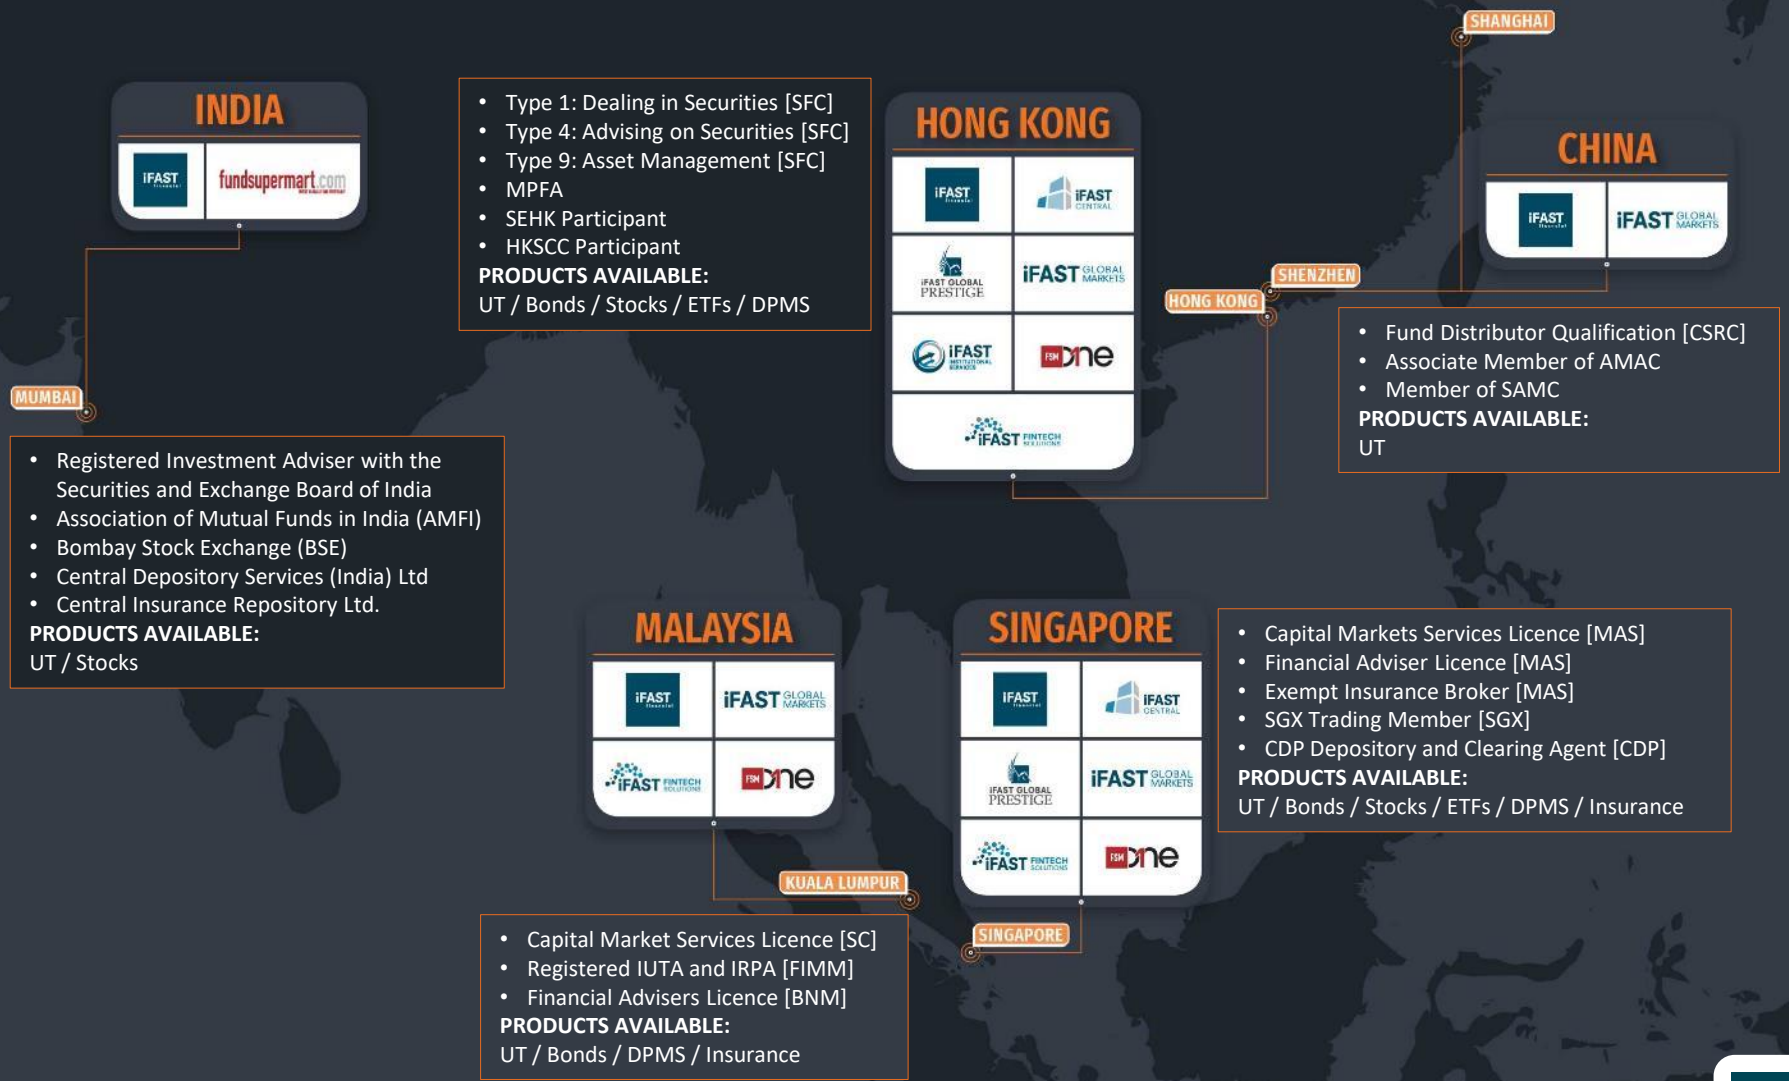 SHANGHAI
INDIA
iFAST
financial
fundsupermart.com
MUMBAI
• Registered Investment Adviser with the
Securities and Exchange Board of India
• Association of Mutual Funds in India (AMFI)
• Bombay Stock Exchange (BSE)
• Central Depository Services (India) Ltd
• Central Insurance Repository Ltd.
PRODUCTS AVAILABLE:
UT / Stocks
• Type 1: Dealing in Securities [SFC]
• Type 4: Advising on Securities [SFC]
• Type 9: Asset Management [SFC]
• MPFA
• SEHK Participant
• HKSCC Participant
PRODUCTS AVAILABLE:
UT / Bonds / Stocks / ETFs / DPMS
HONG KONG
iFAST
financial
iFAST
CENTRAL
iFAST GLOBAL
PRESTIGE
iFAST GLOBAL
MARKETS
iFAST
INSTITUTIONAL
SERVICES
FSM One
iFAST FINTECH
SOLUTIONS
HONG KONG
SHENZHEN
CHINA
iFAST
financial
iFAST GLOBAL
MARKETS
• Fund Distributor Qualification [CSRC]
• Associate Member of AMAC
• Member of SAMC
PRODUCTS AVAILABLE:
UT
MALAYSIA
iFAST
financial
iFAST GLOBAL
MARKETS
iFAST FINTECH
SOLUTIONS
FSM One
KUALA LUMPUR
• Capital Market Services Licence [SC]
• Registered IUTA and IRPA [FIMM]
• Financial Advisers Licence [BNM]
PRODUCTS AVAILABLE:
UT / Bonds / DPMS / Insurance
SINGAPORE
iFAST
financial
iFAST
CENTRAL
iFAST GLOBAL
PRESTIGE
iFAST GLOBAL
MARKETS
iFAST FINTECH
SOLUTIONS
FSM One
SINGAPORE
• Capital Markets Services Licence [MAS]
• Financial Adviser Licence [MAS]
• Exempt Insurance Broker [MAS]
• SGX Trading Member [SGX]
• CDP Depository and Clearing Agent [CDP]
PRODUCTS AVAILABLE:
UT / Bonds / Stocks / ETFs / DPMS / Insurance